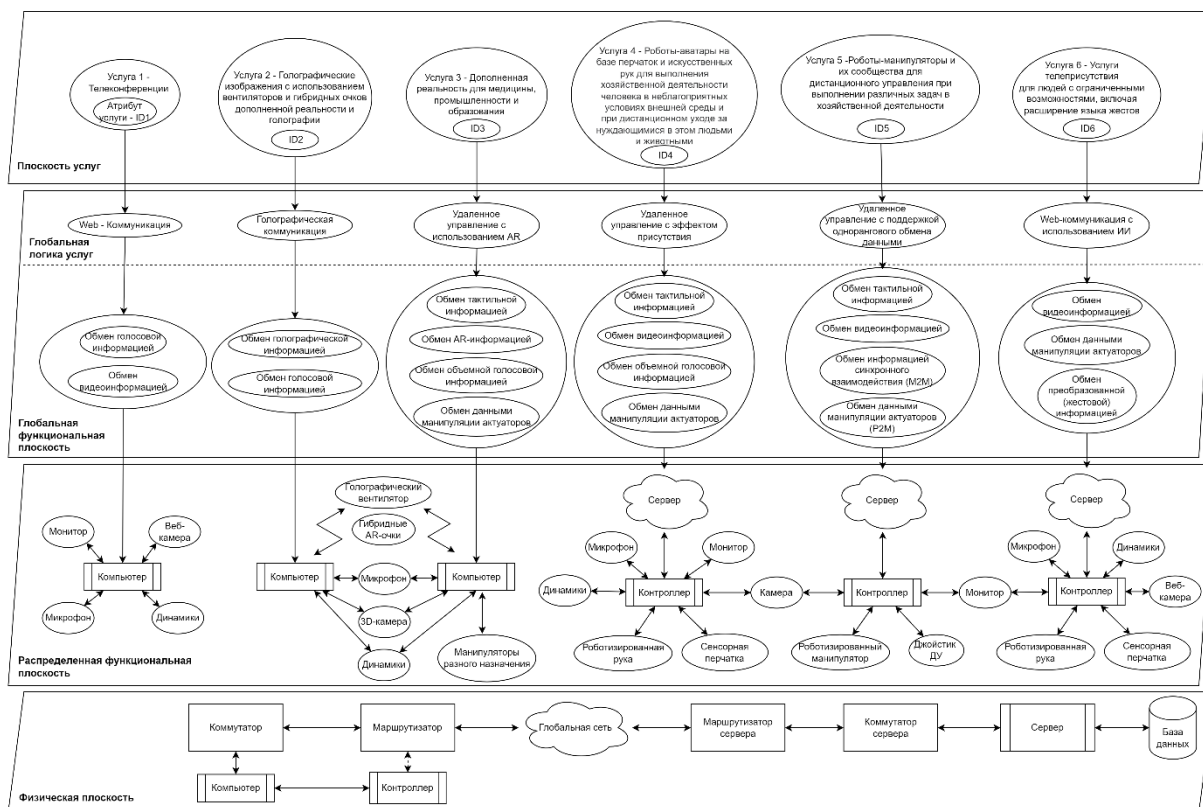 Услуга 1 -
Телеконференции
Атрибут
услуги - ID1
Услуга 2 - Голографические
изображения с использованием
вентиляторов и гибридных очков
дополненной реальности и
голографии
ID2
Услуга 3 - Дополненная
реальность для медицины,
промышленности и
образования
ID3
Услуга 4 - Роботы-аватары на
базе перчаток и искусственных
рук для выполнения
хозяйственной деятельности
человека в неблагоприятных
условиях внешней среды и
при дистанционном уходе за
нуждающимися в этом людьми
и животными
ID4
Услуга 5 -Роботы-манипуляторы
и их сообщества для
дистанционного управления при
выполнении различных задач в
хозяйственной деятельности
ID5
Услуга 6 - Услуги
телеприсутствия
для людей с ограниченными
возможностями, включая
расширение языка жестов
ID6
Плоскость услуг
Web - Коммуникация
Голографическая
коммуникация
Удаленное
управление с
использованием AR
Удаленное
управление с эффектом
присутствия
Удаленное
управление с поддержкой
однорангового обмена
данными
Web-коммуникация с
использованием ИИ
Глобальная
логика услуг
Обмен голосовой
информацией
Обмен
видеоинформацией
Обмен голографической
информацией
Обмен голосовой
информацией
Обмен тактильной
информацией
Обмен AR-информацией
Обмен объемной голосовой
информацией
Обмен данными
манипуляции актуаторов
Обмен тактильной
информацией
Обмен видеоинформацией
Обмен объемной голосовой
информацией
Обмен данными
манипуляции актуаторов
Обмен тактильной
информацией
Обмен видеоинформацией
Обмен информацией
синхронного
взаимодействия (M2M)
Обмен данными
манипуляции актуаторов
(P2M)
Обмен
видеоинформацией
Обмен данными
манипуляции актуаторов
Обмен
преобразованной
(жестовой)
информацией
Глобальная
функциональная
плоскость
Монитор
Веб-
камера
Компьютер
Микрофон
Динамики
Голографический
вентилятор
Гибридные
AR-очки
Компьютер
Микрофон
Компьютер
3D-камера
Динамики
Манипуляторы
разного назначения
Сервер
Микрофон
Монитор
Динамики
Контроллер
Камера
Роботизированная
рука
Сенсорная
перчатка
Сервер
Контроллер
Монитор
Роботизированный
манипулятор
Джойстик
ДУ
Сервер
Микрофон
Динамики
Контроллер
Веб-
камера
Роботизированная
рука
Сенсорная
перчатка
Распределенная функциональная
плоскость
Коммутатор
Маршрутизатор
Глобальная сеть
Маршрутизатор
сервера
Коммутатор
сервера
Сервер
База
данных
Компьютер
Контроллер
Физическая плоскость